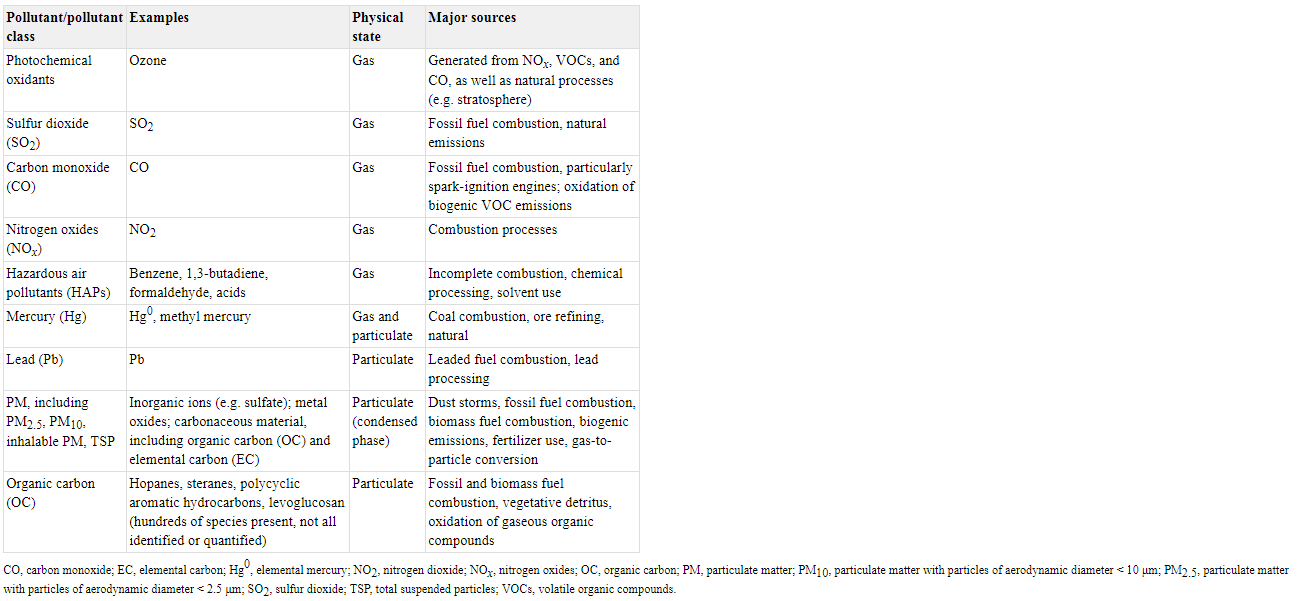 Pollutant/pollutant class | Examples | Physical state | Major sources
Photochemical oxidants | Ozone | Gas | Generated from NOx, VOCs, and CO, as well as natural processes (e.g. stratosphere)
Sulfur dioxide (SO2) | SO2 | Gas | Fossil fuel combustion, natural emissions
Carbon monoxide (CO) | CO | Gas | Fossil fuel combustion, particularly spark-ignition engines; oxidation of biogenic VOC emissions
Nitrogen oxides (NOx) | NO2 | Gas | Combustion processes
Hazardous air pollutants (HAPs) | Benzene, 1,3-butadiene, formaldehyde, acids | Gas | Incomplete combustion, chemical processing, solvent use
Mercury (Hg) | Hg0, methyl mercury | Gas and particulate | Coal combustion, ore refining, natural
Lead (Pb) | Pb | Particulate | Leaded fuel combustion, lead processing
PM, including PM2.5, PM10, inhalable PM, TSP | Inorganic ions (e.g. sulfate); metal oxides; carbonaceous material, including organic carbon (OC) and elemental carbon (EC) | Particulate (condensed phase) | Dust storms, fossil fuel combustion, biomass fuel combustion, biogenic emissions, fertilizer use, gas-to-particle conversion
Organic carbon (OC) | Hopanes, steranes, polycyclic aromatic hydrocarbons, levoglucosan (hundreds of species present, not all identified or quantified) | Particulate | Fossil and biomass fuel combustion, vegetative detritus, oxidation of gaseous organic compounds
CO, carbon monoxide; EC, elemental carbon; Hg0, elemental mercury; NO2, nitrogen dioxide; NOx, nitrogen oxides; OC, organic carbon; PM, particulate matter; PM10, particulate matter with particles of aerodynamic diameter < 10 μm; PM2.5, particulate matter
with particles of aerodynamic diameter < 2.5 μm; SO2, sulfur dioxide; TSP, total suspended particles; VOCs, volatile organic compounds.